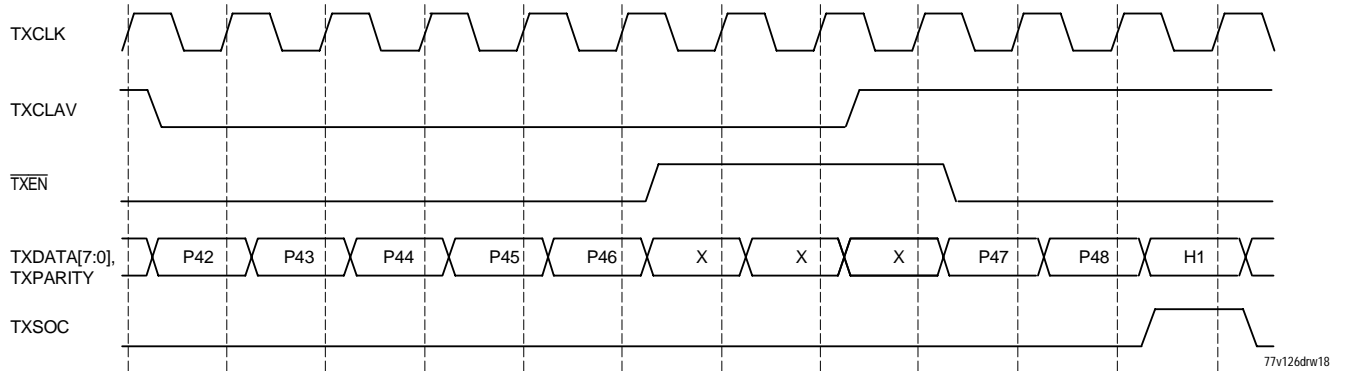 TXCLK
TXCLAV
TXEN
TXDATA[7:0],
TXPARITY
P42 P43 P44 P45 P46 X X X P47 P48 H1
TXSOC
77v126drw18